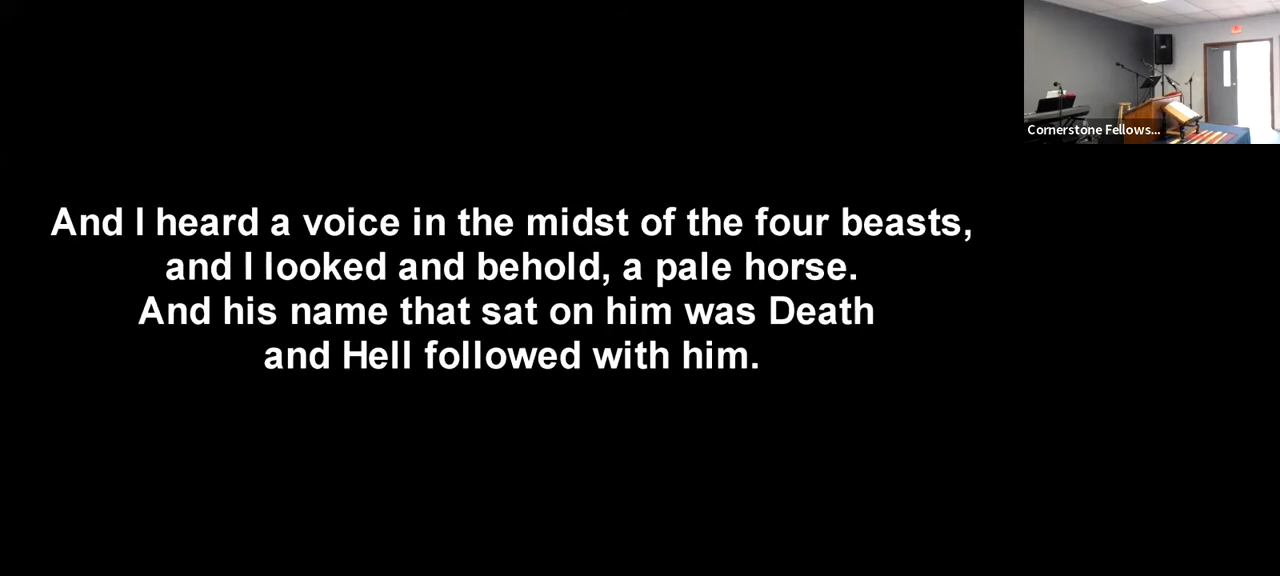 And I heard a voice in the midst of the four beasts,
and I looked and behold, a pale horse.
And his name that sat on him was Death
and Hell followed with him.
Cornerstone Fellows...